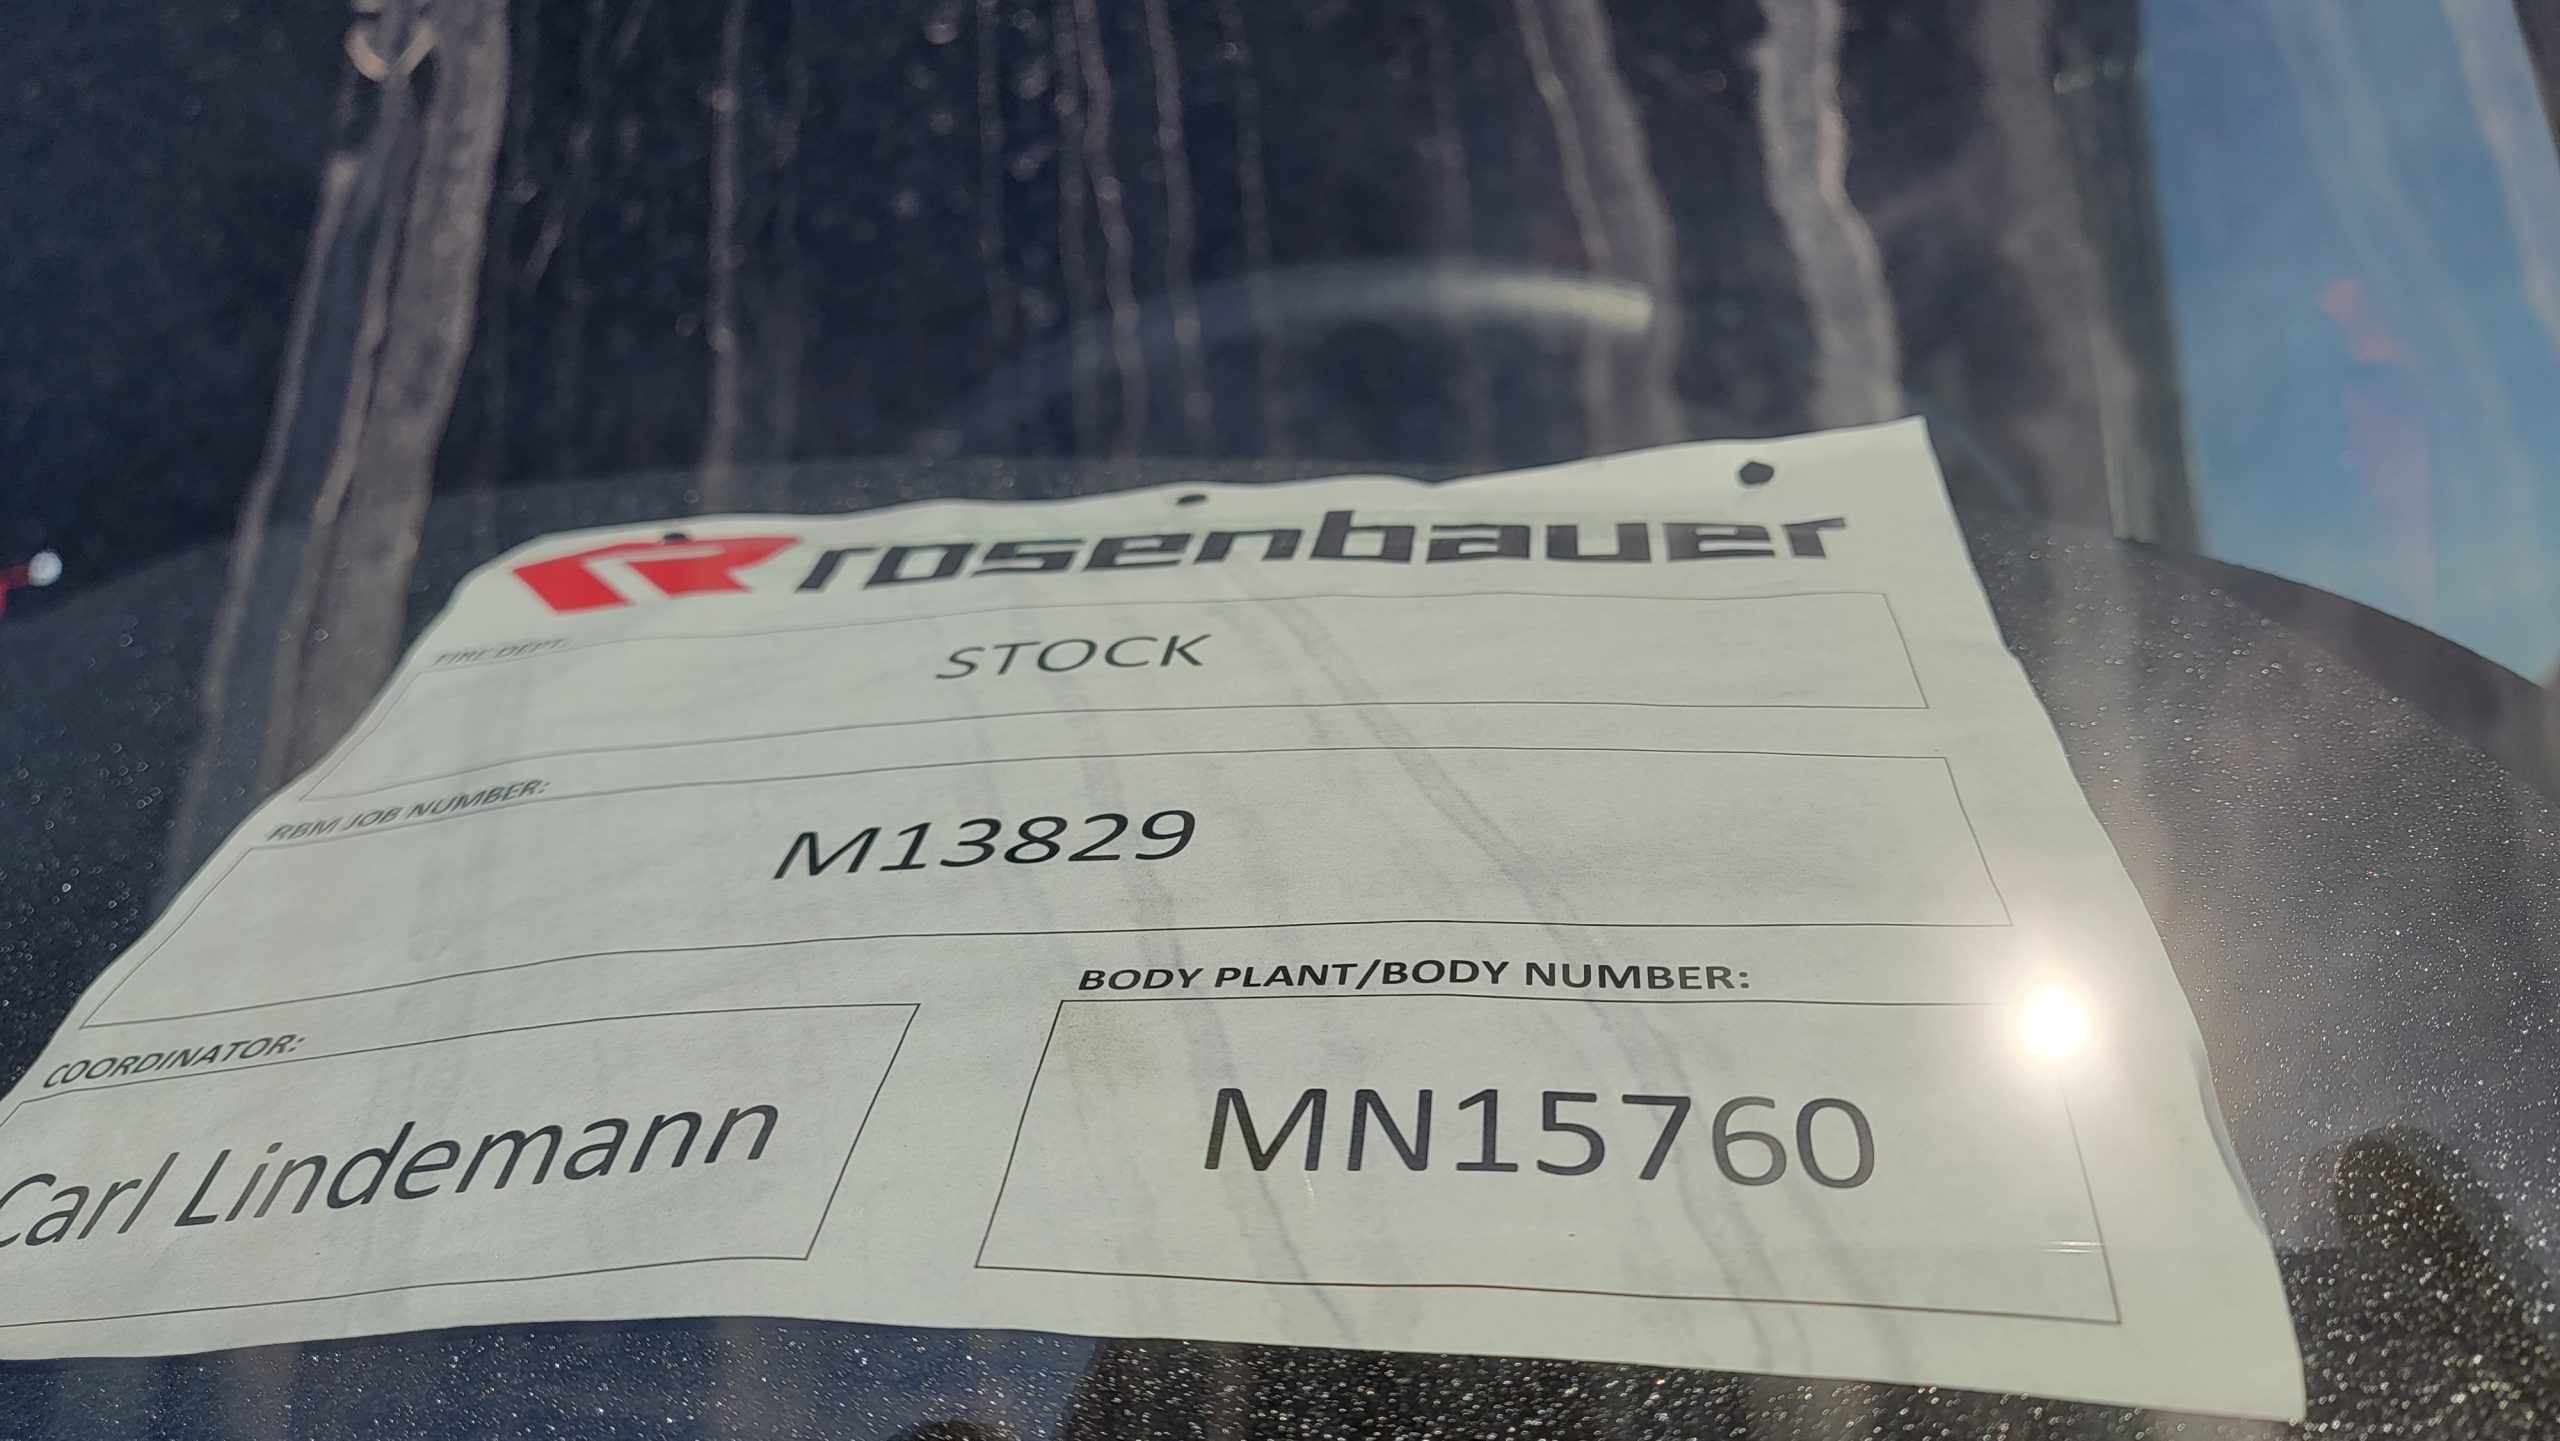 rosenbauer
FIRE DEPT:
STOCK
RBM JOB NUMBER:
M13829
COORDINATOR:
Carl Lindemann
BODY PLANT/BODY NUMBER:
MN15760